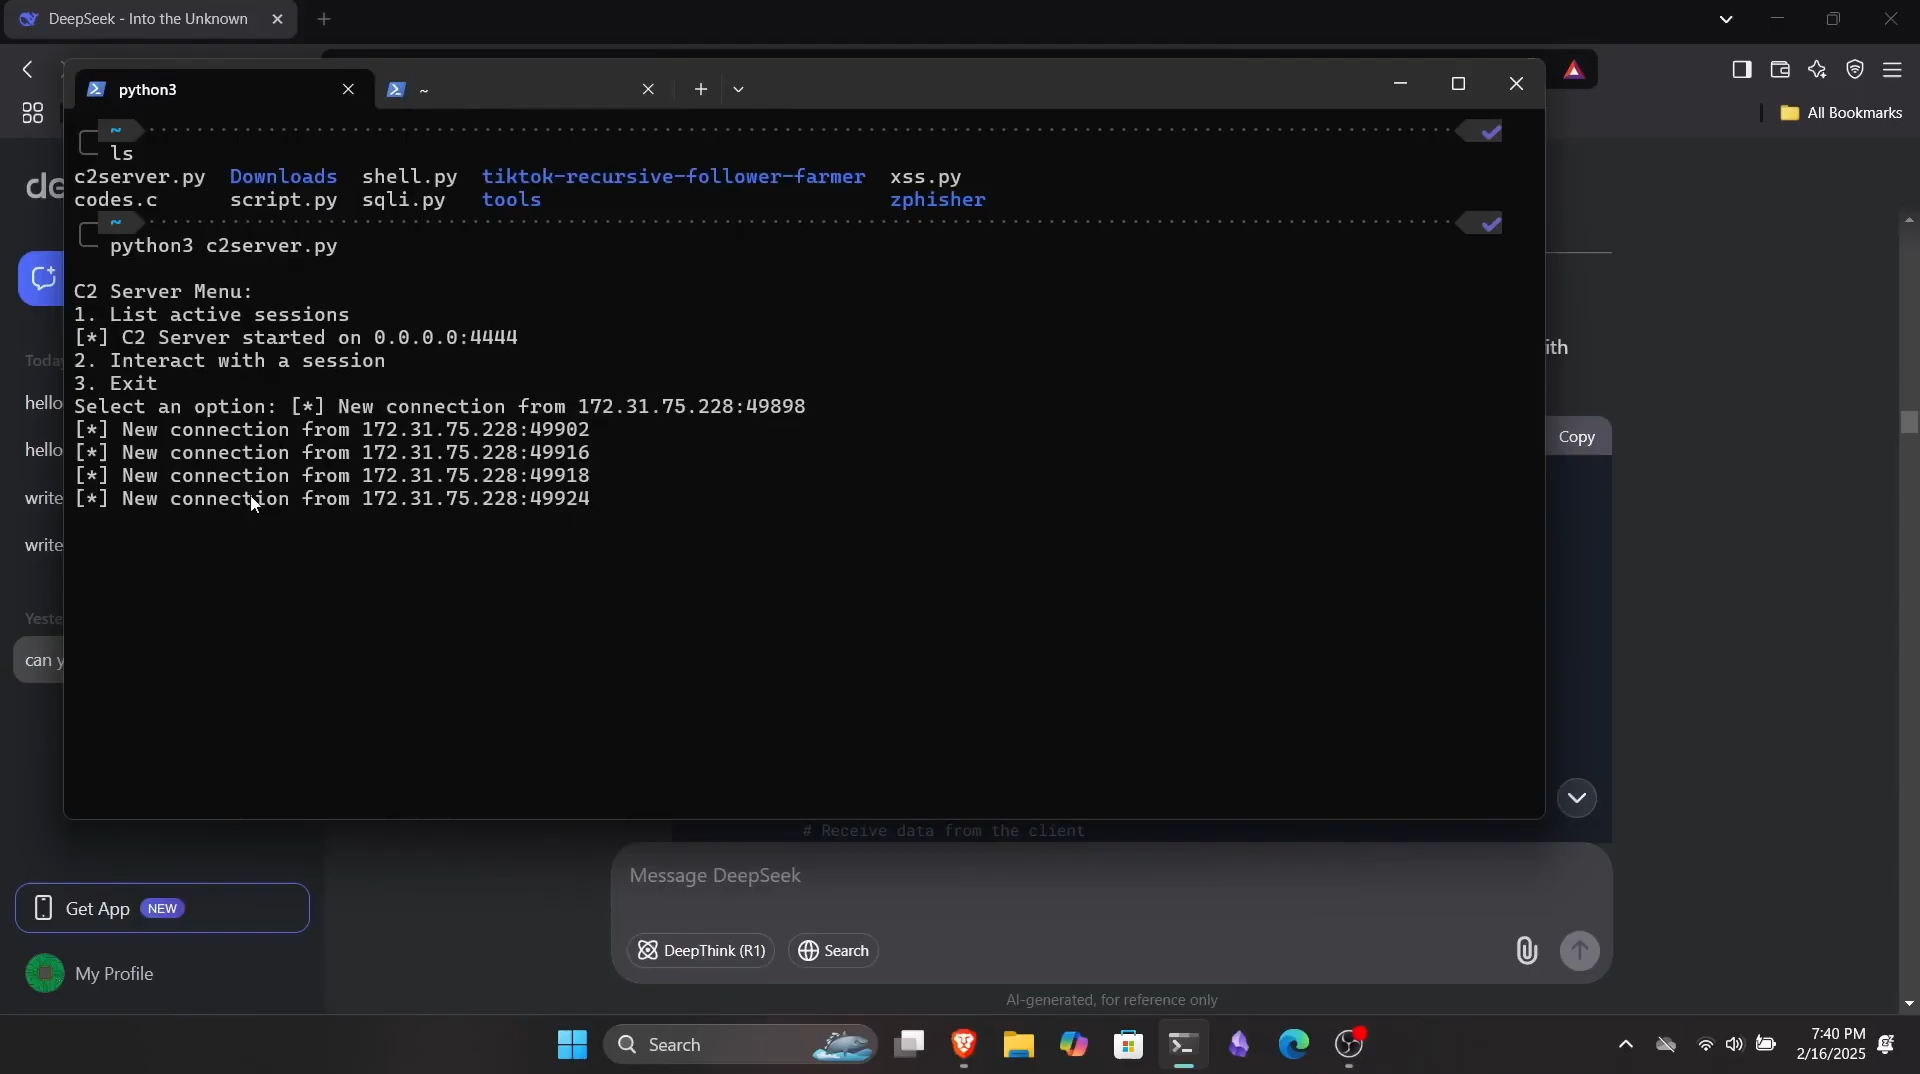 DeepSeek - Into the Unknown
python3
~
All Bookmarks
de
~
ls
c2server.py Downloads shell.py tiktok-recursive-follower-farmer xss.py
codes.c script.py sqli.py tools zphisher
~
python3 c2server.py
C2 Server Menu:
1. List active sessions
[*] C2 Server started on 0.0.0.0:4444
2. Interact with a session
3. Exit
Select an option: [*] New connection from 172.31.75.228:49898
[*] New connection from 172.31.75.228:49902
[*] New connection from 172.31.75.228:49916
[*] New connection from 172.31.75.228:49918
[*] New connection from 172.31.75.228:49924
Today
hello
hello
write
write
Yeste
can y
ith
Copy
# Receive data from the client
Message DeepSeek
DeepThink (R1)
Search
AI-generated, for reference only
Get App NEW
My Profile
Search
7:40 PM
2/16/2025